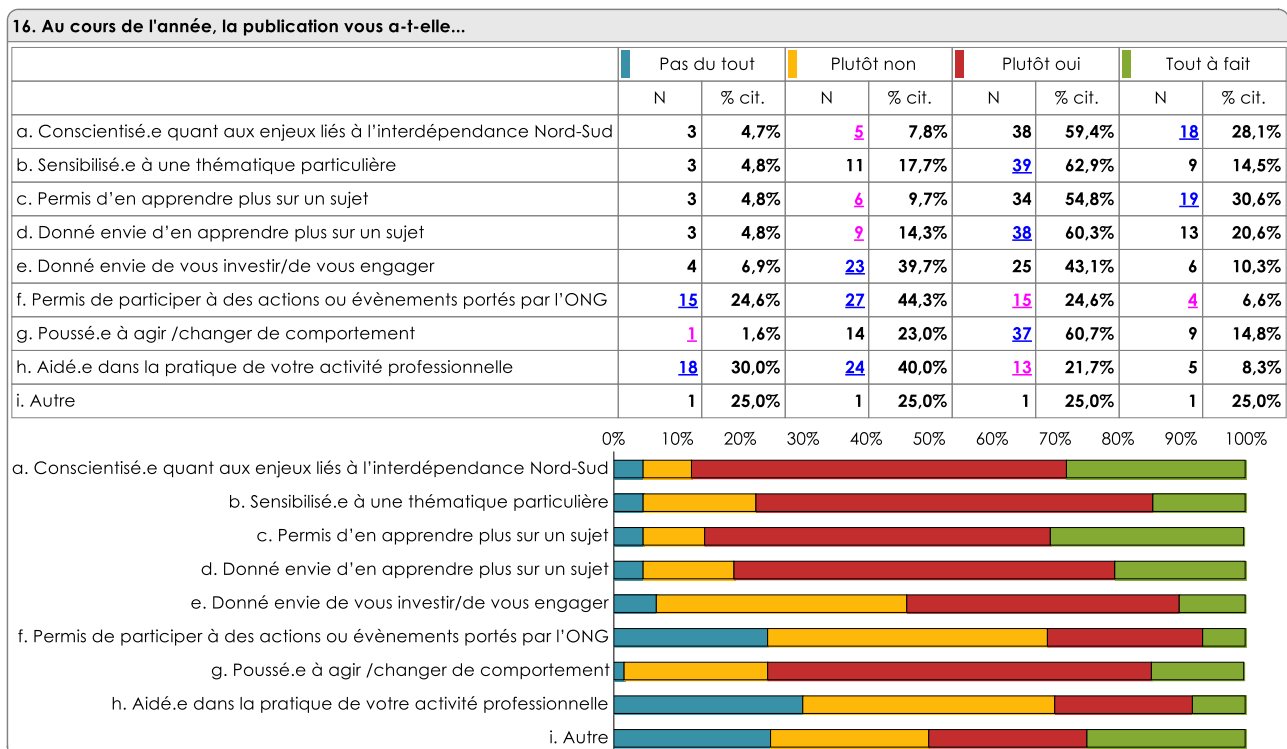 16. Au cours de l'année, la publication vous a-t-elle...
Pas du tout Plutôt non Plutôt oui Tout à fait
N % cit. N % cit. N % cit. N % cit.
a. Conscientisé.e quant aux enjeux liés à l’interdépendance Nord-Sud 3 4,7% 5 7,8% 38 59,4% 18 28,1%
b. Sensibilisé.e à une thématique particulière 3 4,8% 11 17,7% 39 62,9% 9 14,5%
c. Permis d’en apprendre plus sur un sujet 3 4,8% 6 9,7% 34 54,8% 19 30,6%
d. Donné envie d’en apprendre plus sur un sujet 3 4,8% 9 14,3% 38 60,3% 13 20,6%
e. Donné envie de vous investir/de vous engager 4 6,9% 23 39,7% 25 43,1% 6 10,3%
f. Permis de participer à des actions ou évènements portés par l’ONG 15 24,6% 27 44,3% 15 24,6% 4 6,6%
g. Poussé.e à agir /changer de comportement 1 1,6% 14 23,0% 37 60,7% 9 14,8%
h. Aidé.e dans la pratique de votre activité professionnelle 18 30,0% 24 40,0% 13 21,7% 5 8,3%
i. Autre 1 25,0% 1 25,0% 1 25,0% 1 25,0%
0% 10% 20% 30% 40% 50% 60% 70% 80% 90% 100%
a. Conscientisé.e quant aux enjeux liés à l’interdépendance Nord-Sud
b. Sensibilisé.e à une thématique particulière
c. Permis d’en apprendre plus sur un sujet
d. Donné envie d’en apprendre plus sur un sujet
e. Donné envie de vous investir/de vous engager
f. Permis de participer à des actions ou évènements portés par l’ONG
g. Poussé.e à agir /changer de comportement
h. Aidé.e dans la pratique de votre activité professionnelle
i. Autre